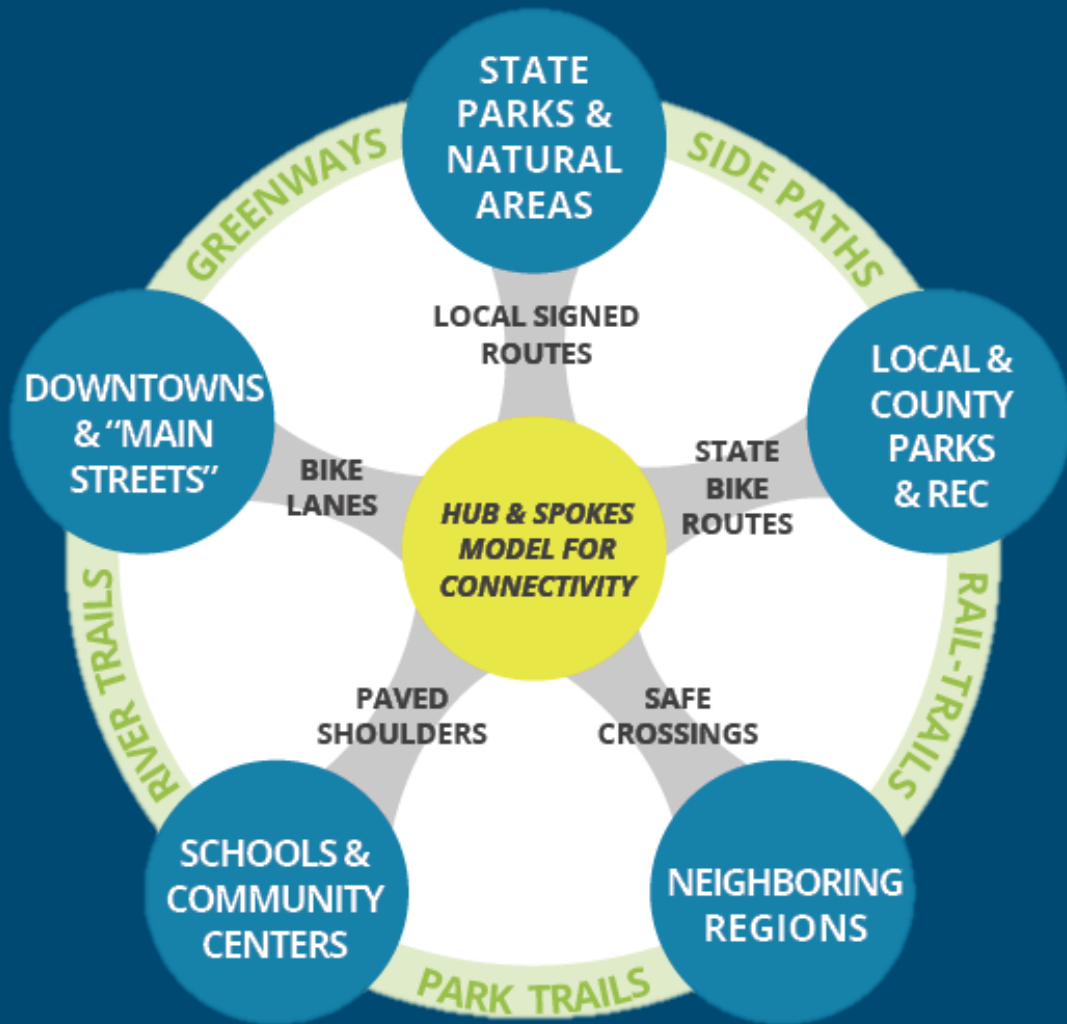 STATE
PARKS &
NATURAL
AREAS
GREENWAYS
SIDE PATHS
LOCAL SIGNED
ROUTES
DOWNTOWNS
& “MAIN
STREETS”
LOCAL &
COUNTY
PARKS
& REC
BIKE
LANES
STATE
BIKE
ROUTES
HUB & SPOKES
MODEL FOR
CONNECTIVITY
RIVER TRAILS
RAIL-TRAILS
PAVED
SHOULDERS
SAFE
CROSSINGS
SCHOOLS &
COMMUNITY
CENTERS
NEIGHBORING
REGIONS
PARK TRAILS